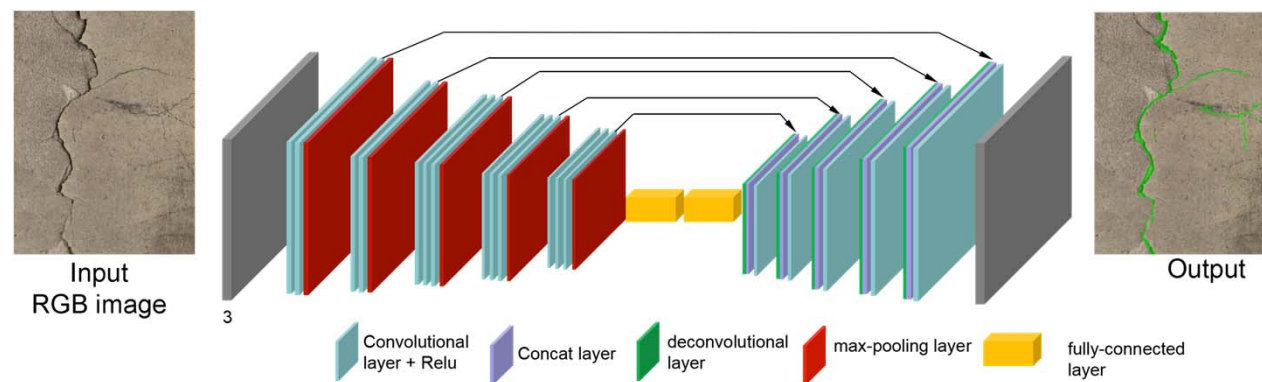 Input
RGB image
3
Output
Convolutional
layer + Relu
Concat layer
deconvolutional
layer
max-pooling layer
fully-connected
layer